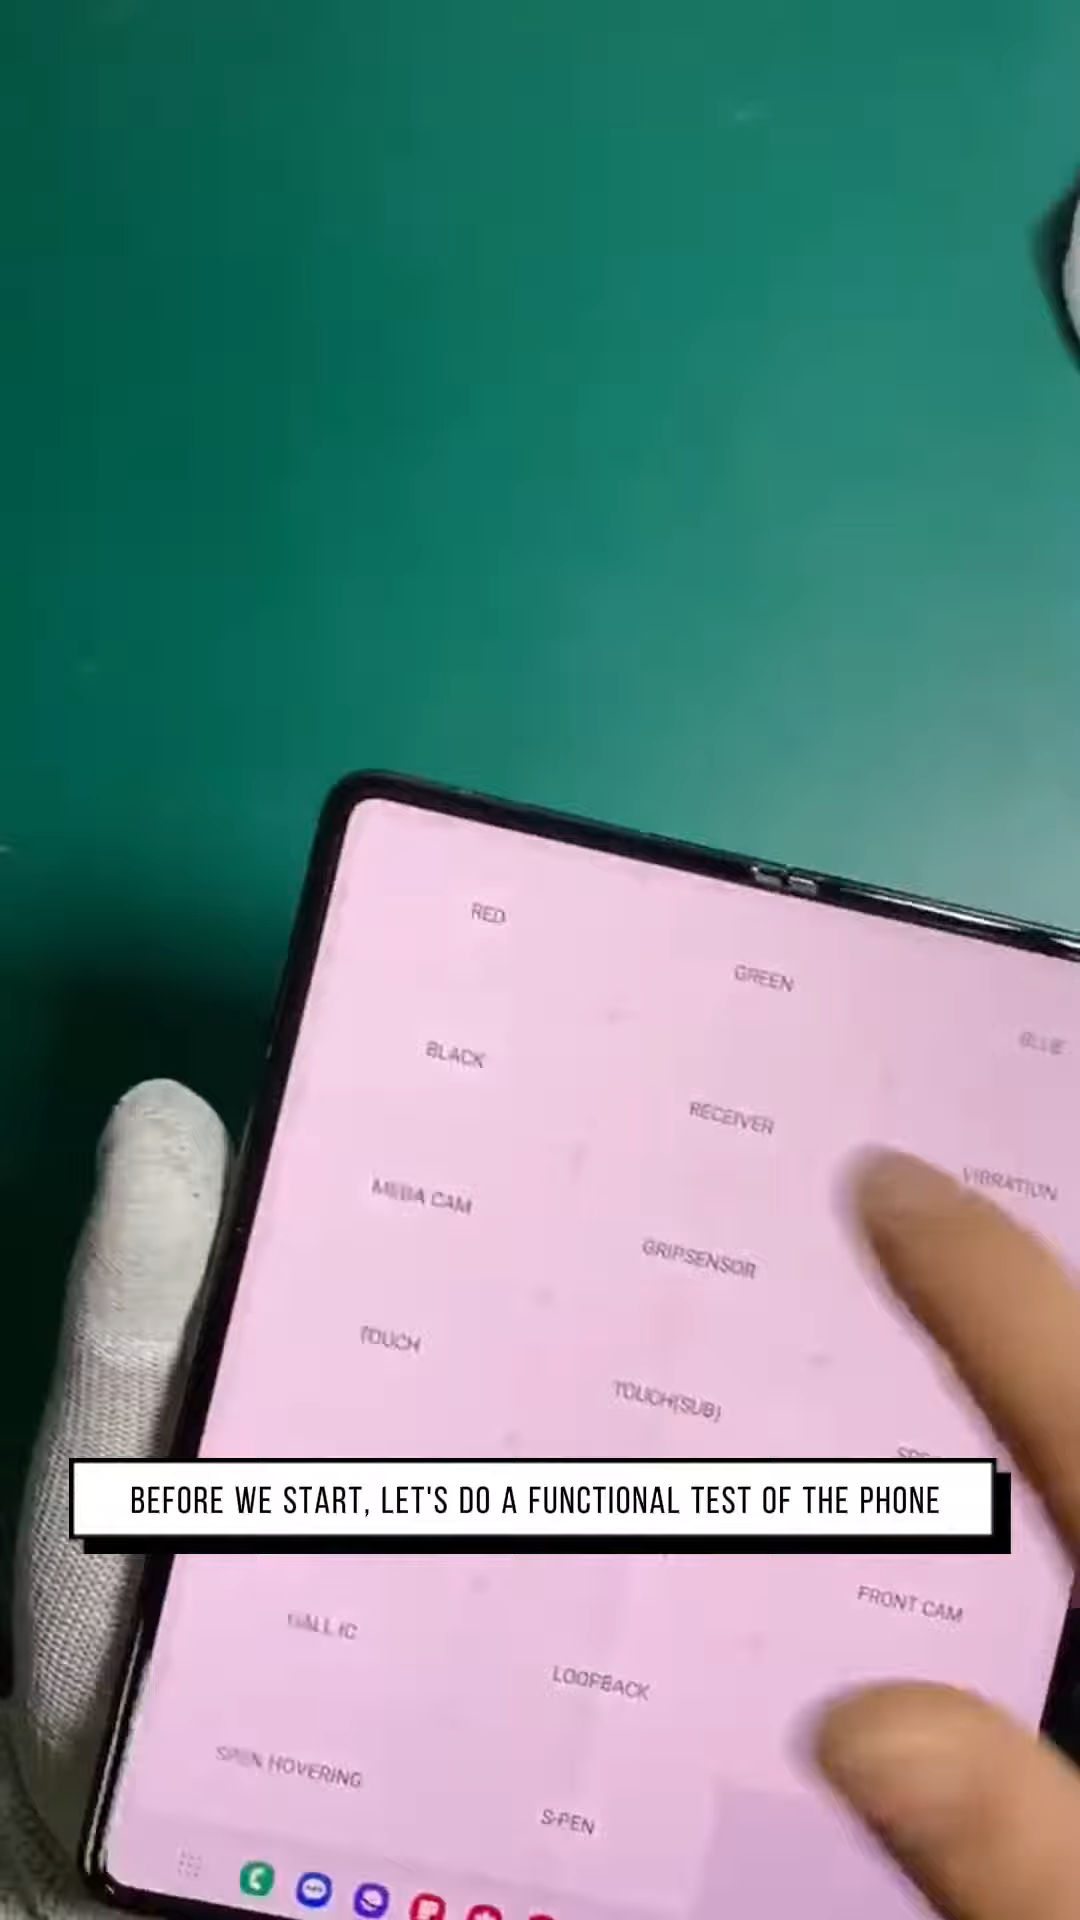 RED
GREEN
BLUE
BLACK
RECEIVER
VIBRATION
MEGA CAM
GRIPSENSOR
TOUCH
TOUCH(SUB)
BEFORE WE START, LET'S DO A FUNCTIONAL TEST OF THE PHONE
FRONT CAM
HALL IC
LOOPBACK
SPEN HOVERING
S-PEN